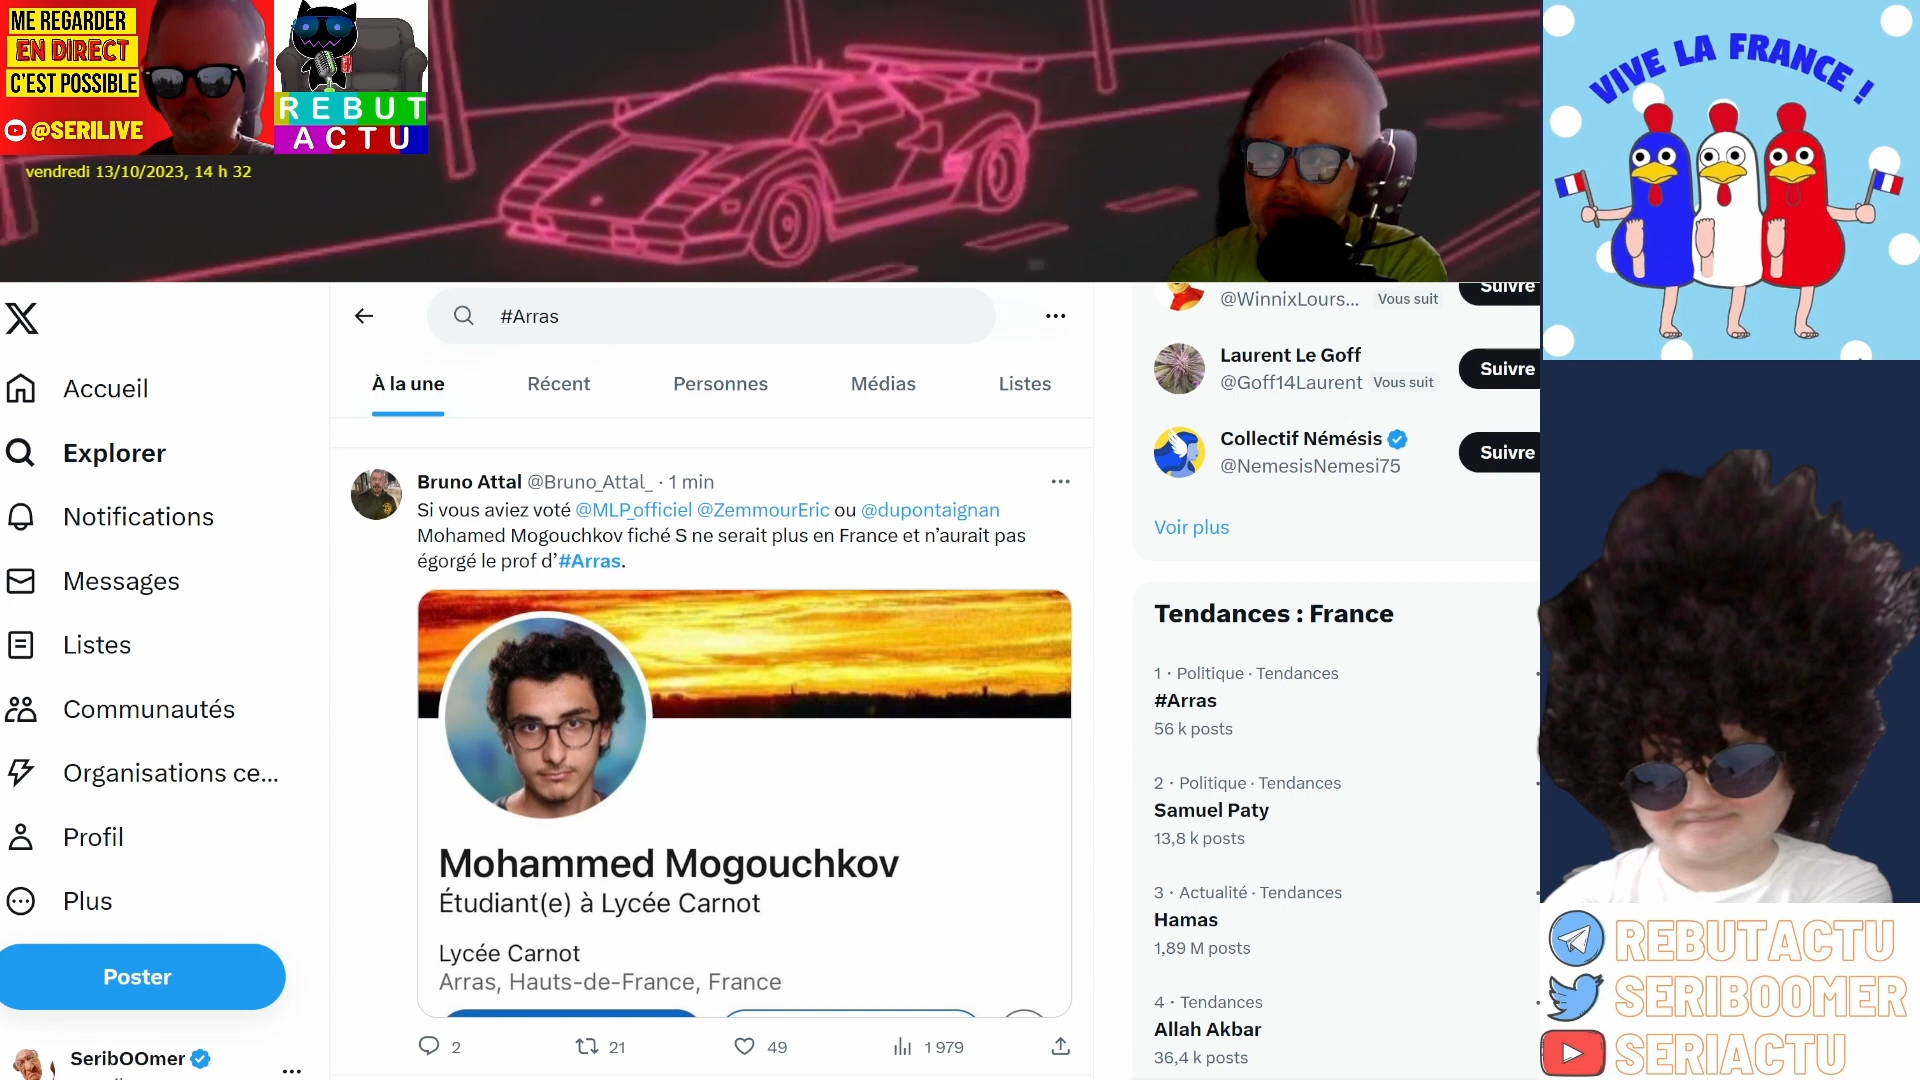 ME REGARDER
EN DIRECT
C'EST POSSIBLE
@SERILIVE
REBUT
ACTU
vendredi 13/10/2023, 14 h 32
VIVE LA FRANCE !
X
Accueil
Explorer
Notifications
Messages
Listes
Communautés
Organisations ce...
Profil
Plus
Poster
SeribOOmer
#Arras
À la une
Récent
Personnes
Médias
Listes
Bruno Attal @Bruno_Attal_ · 1 min
Si vous aviez voté @MLP_officiel @ZemmourEric ou @dupontaignan
Mohamed Mogouchkov fiché S ne serait plus en France et n’aurait pas
égorgé le prof d’#Arras.
Mohammed Mogouchkov
Étudiant(e) à Lycée Carnot
Lycée Carnot
Arras, Hauts-de-France, France
2
21
49
1 979
@WinnixLours... Vous suit
Suivre
Laurent Le Goff
@Goff14Laurent Vous suit
Suivre
Collectif Némésis
@NemesisNemesi75
Suivre
Voir plus
Tendances : France
1 · Politique · Tendances
#Arras
56 k posts
2 · Politique · Tendances
Samuel Paty
13,8 k posts
3 · Actualité · Tendances
Hamas
1,89 M posts
4 · Tendances
Allah Akbar
36,4 k posts
REBUTACTU
SERIBOOMER
SERIACTU